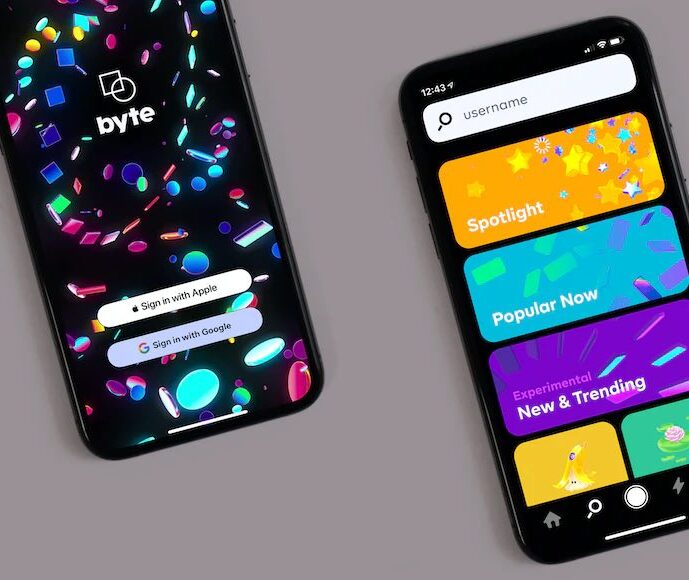 byte
Sign in with Apple
Sign in with Google
12:43
username
Spotlight
Popular Now
Experimental
New & Trending